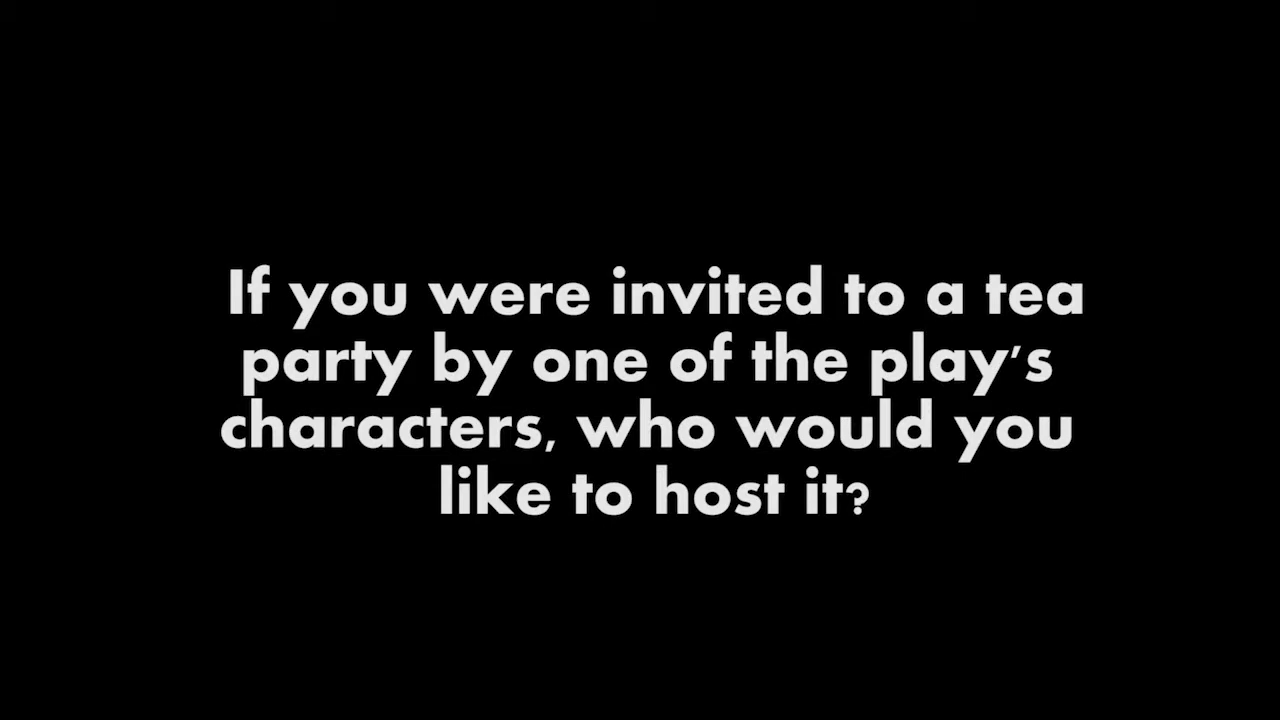 If you were invited to a tea
party by one of the play's
characters, who would you
like to host it?